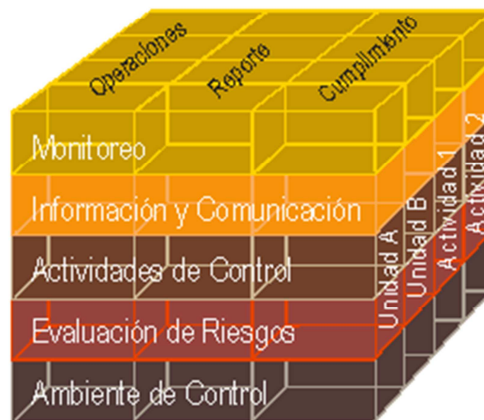 Operaciones
Reporte
Cumplimiento
Monitoreo
Información y Comunicación
Actividades de Control
Evaluación de Riesgos
Ambiente de Control
Unidad A
Unidad B
Actividad 1
Actividad 2